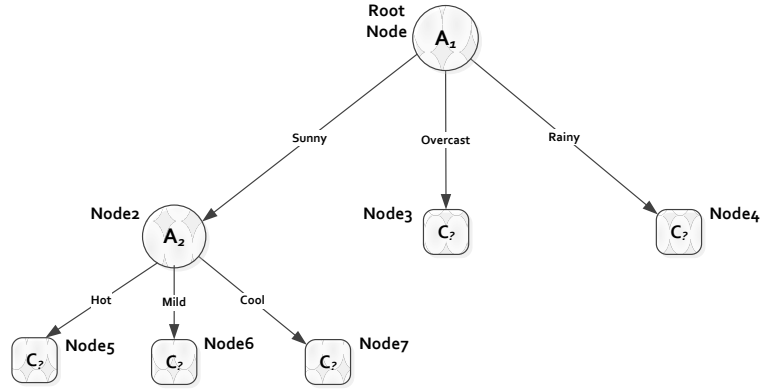 Root
Node
A1
Sunny
Overcast
Rainy
Node2
A2
Node3
C?
C?
Node4
Hot
Mild
Cool
C?
Node5
C?
Node6
C?
Node7